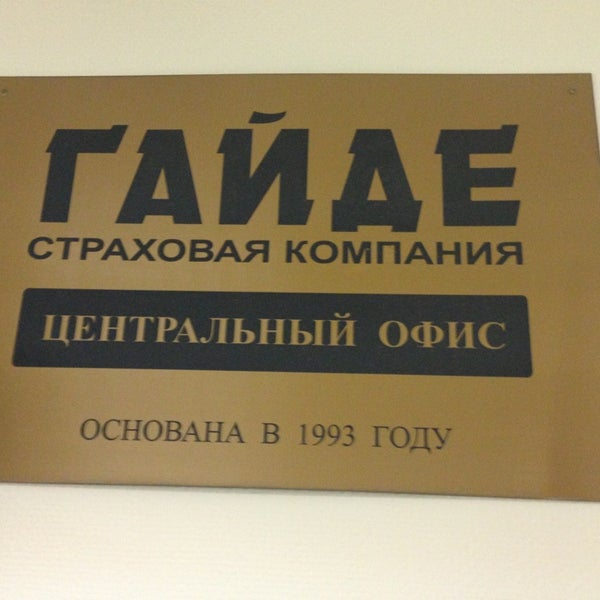 ГАЙДЕ
СТРАХОВАЯ КОМПАНИЯ
ЦЕНТРАЛЬНЫЙ ОФИС
ОСНОВАНА В 1993 ГОДУ